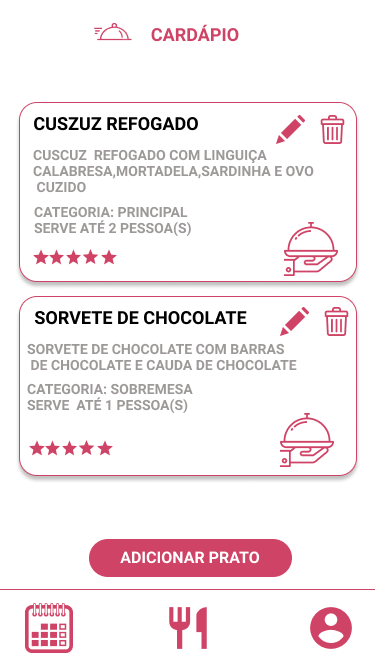 CARDÁPIO
CUSZUZ REFOGADO
CUSCUZ REFOGADO COM LINGUIÇA
CALABRESA,MORTADELA,SARDINHA E OVO
CUZIDO
CATEGORIA: PRINCIPAL
SERVE ATÉ 2 PESSOA(S)
SORVETE DE CHOCOLATE
SORVETE DE CHOCOLATE COM BARRAS
DE CHOCOLATE E CAUDA DE CHOCOLATE
CATEGORIA: SOBREMESA
SERVE ATÉ 1 PESSOA(S)
ADICIONAR PRATO